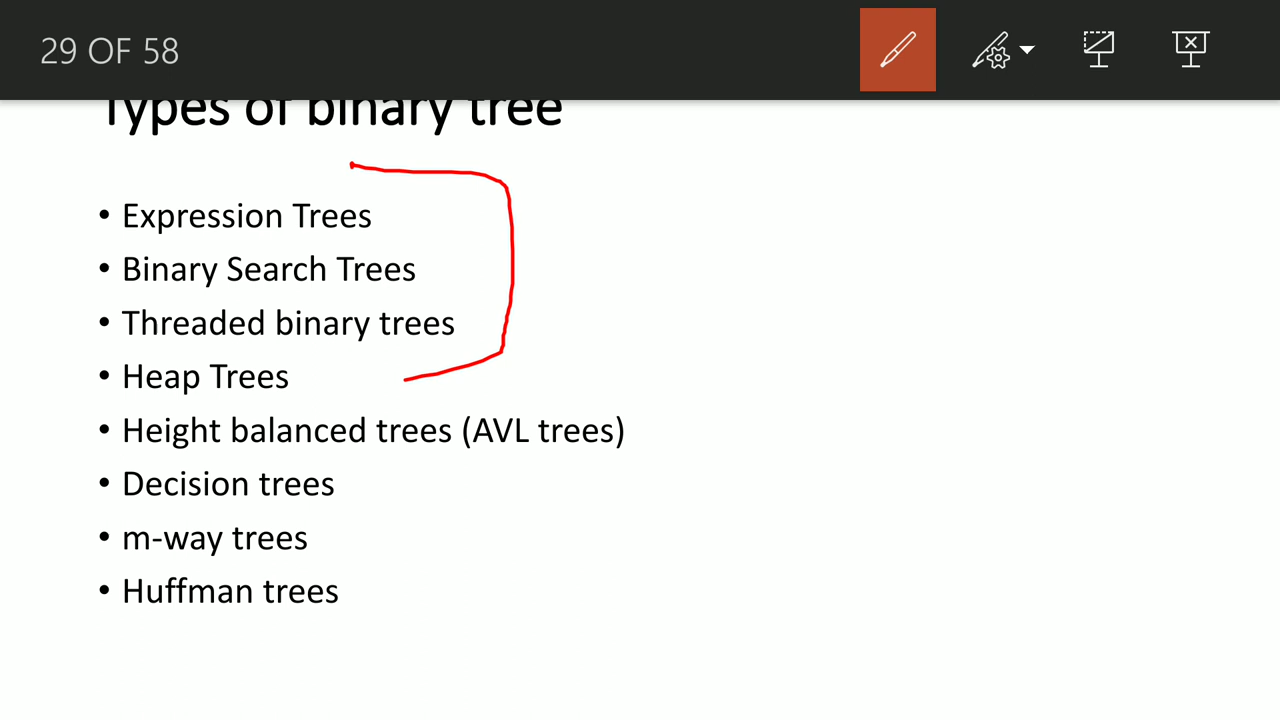 29 OF 58
Types of binary tree
• Expression Trees
• Binary Search Trees
• Threaded binary trees
• Heap Trees
• Height balanced trees (AVL trees)
• Decision trees
• m-way trees
• Huffman trees